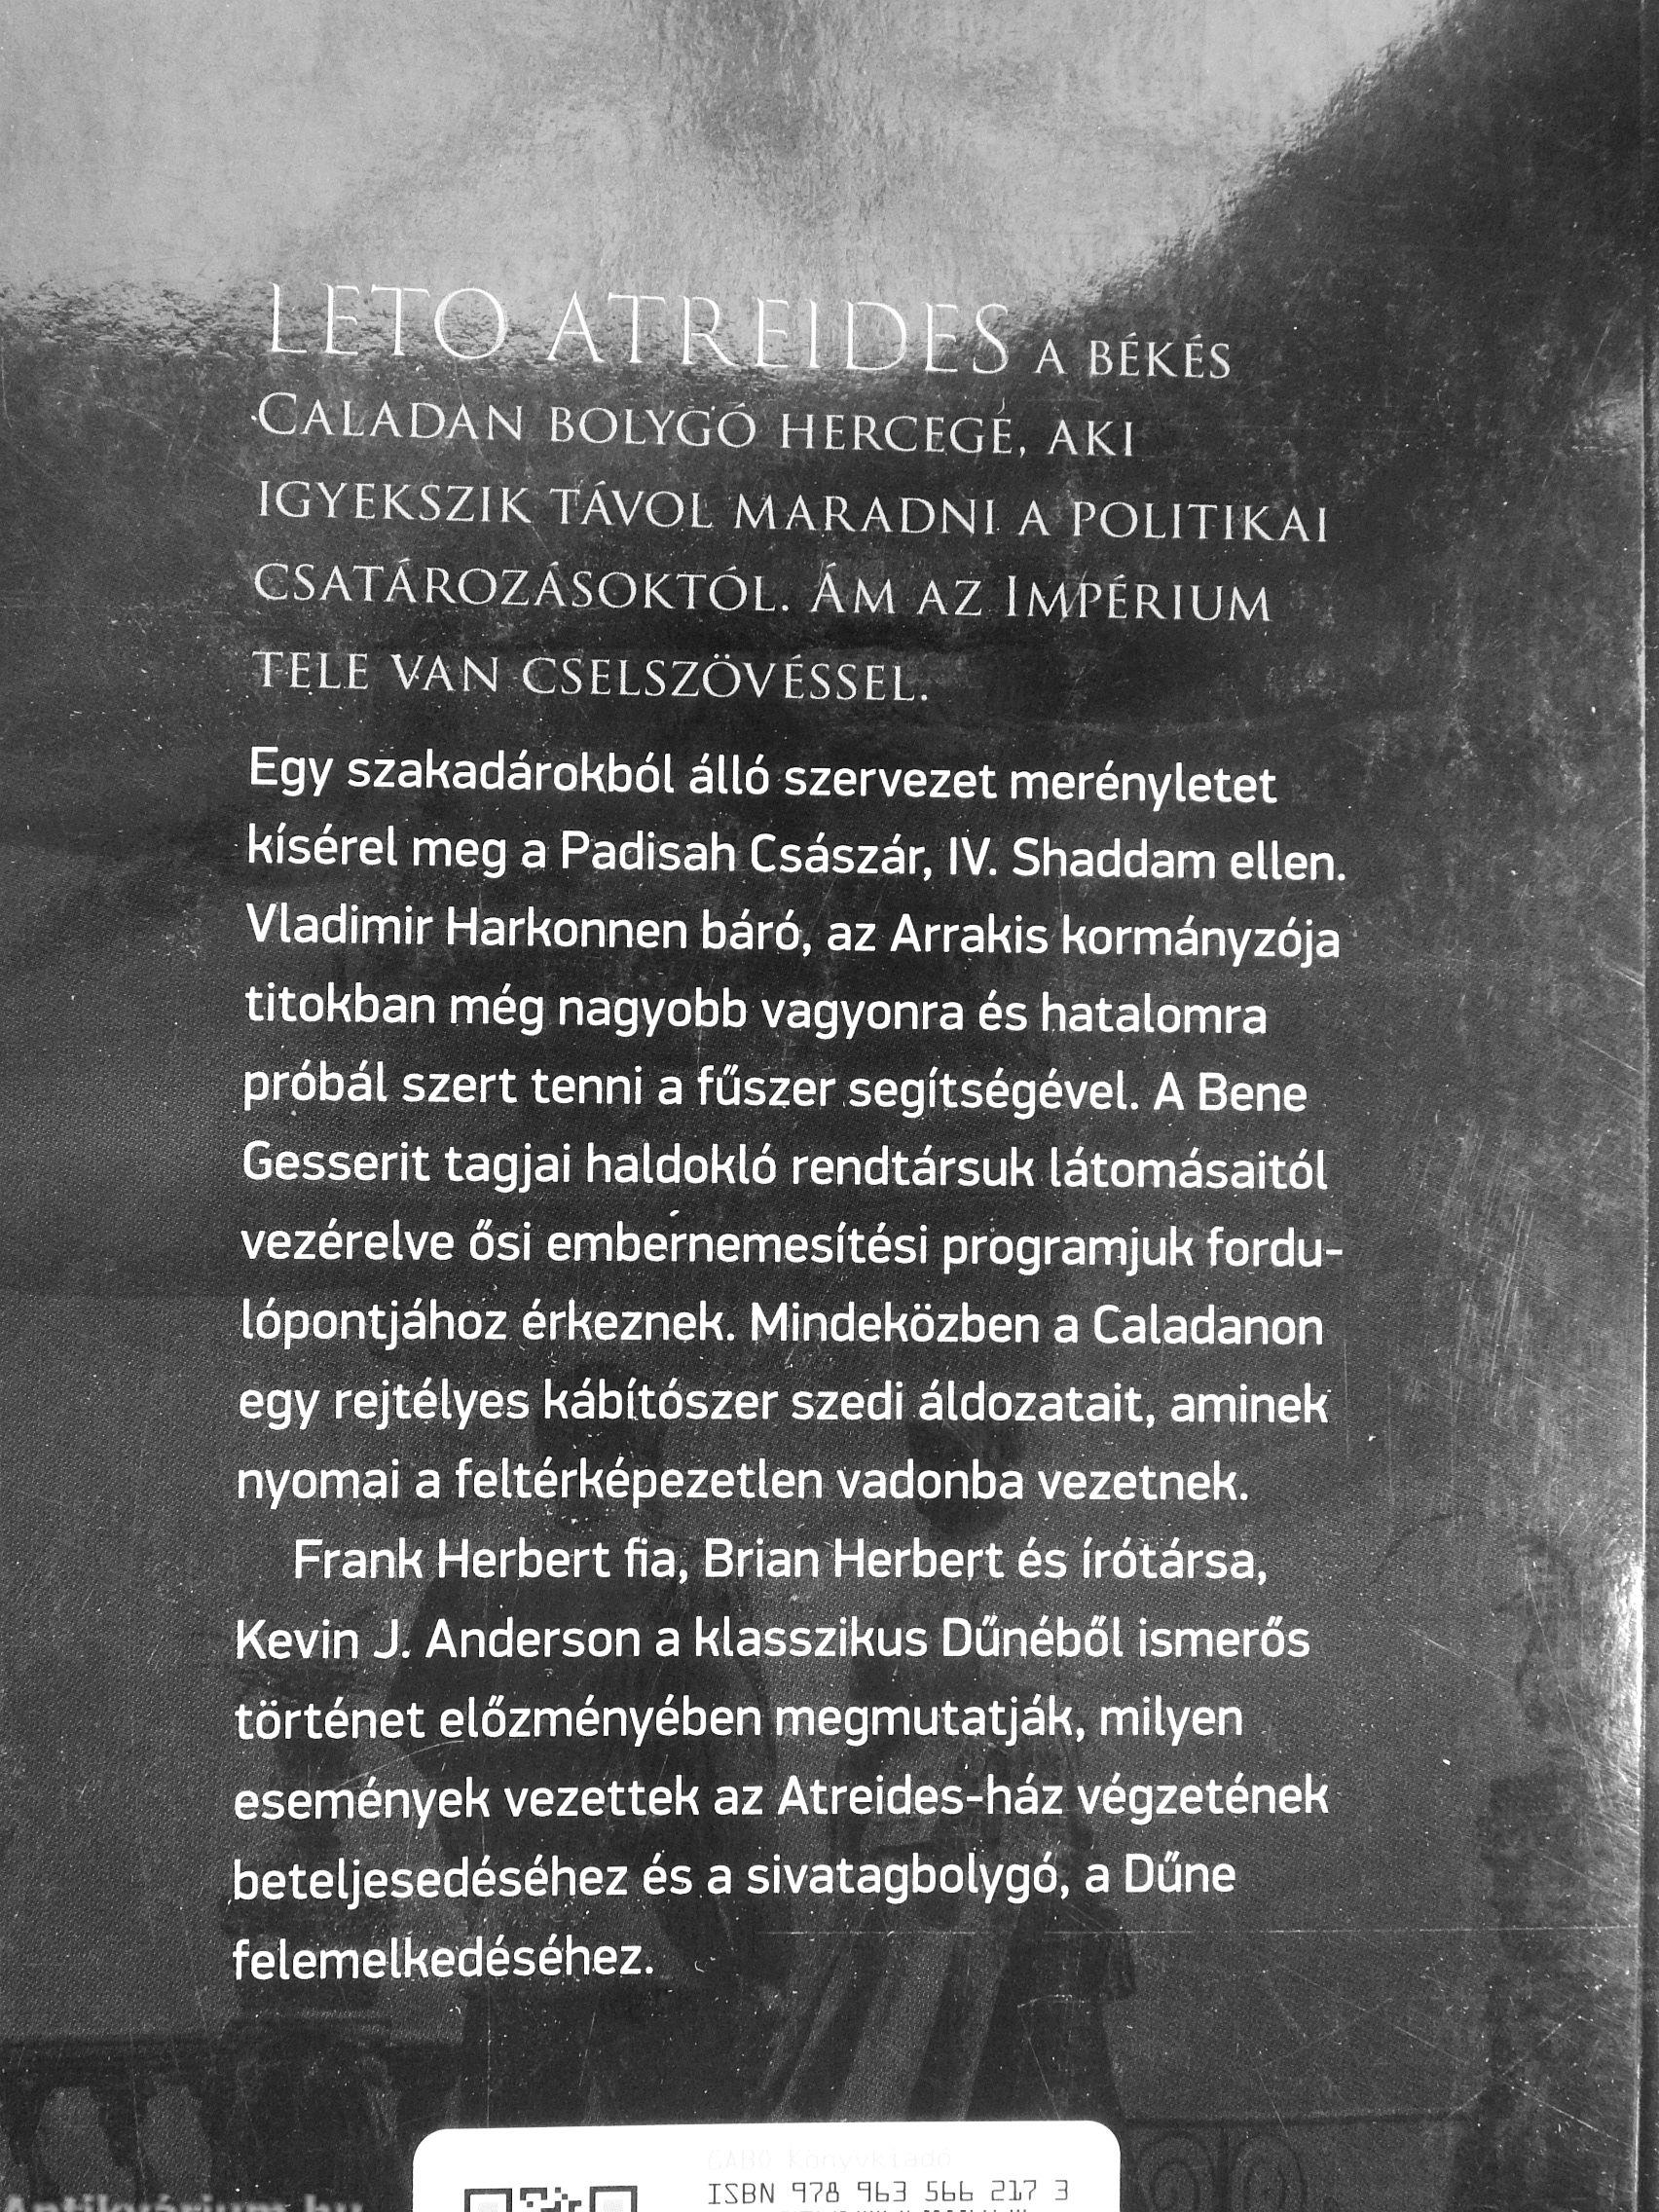 LETO ATREIDES A BÉKÉS
CALADAN BOLYGÓ HERCEGE, AKI
IGYEKSZIK TÁVOL MARADNI A POLITIKAI
CSATÁROZÁSOKTÓL. ÁM AZ IMPÉRIUM
TELE VAN CSELSZÖVÉSSEL.
Egy szakadárokból álló szervezet merényletet
kísérel meg a Padisah Császár, IV. Shaddam ellen.
Vladimir Harkonnen báró, az Arrakis kormányzója
titokban még nagyobb vagyonra és hatalomra
próbál szert tenni a fűszer segítségével. A Bene
Gesserit tagjai haldokló rendtársuk látomásaitól
vezérelve ősi embernemesítési programjuk fordu-
lópontjához érkeznek. Mindeközben a Caladanon
egy rejtélyes kábítószer szedi áldozatait, aminek
nyomai a feltérképezetlen vadonba vezetnek.
Frank Herbert fia, Brian Herbert és írótársa,
Kevin J. Anderson a klasszikus Dűnéből ismerős
történet előzményében megmutatják, milyen
események vezettek az Atreides-ház végzetének
beteljesedéséhez és a sivatagbolygó, a Dűne
felemelkedéséhez.
GABO Könyvkiadó
ISBN 978 963 566 217 3
Antikvárium.hu